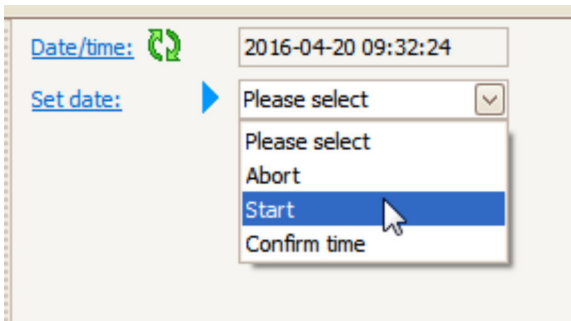 Date/time: 2016-04-20 09:32:24
Set date: Please select
Please select
Abort
Start
Confirm time